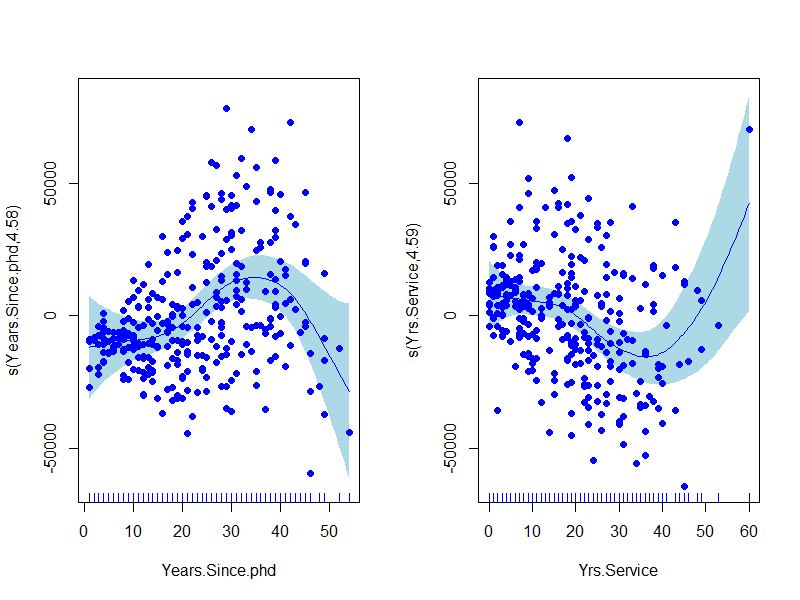 s(Years.Since.phd,4.58)
50000
0
-50000
0 10 20 30 40 50
Years.Since.phd
s(Yrs.Service,4.59)
50000
0
-50000
0 10 20 30 40 50 60
Yrs.Service